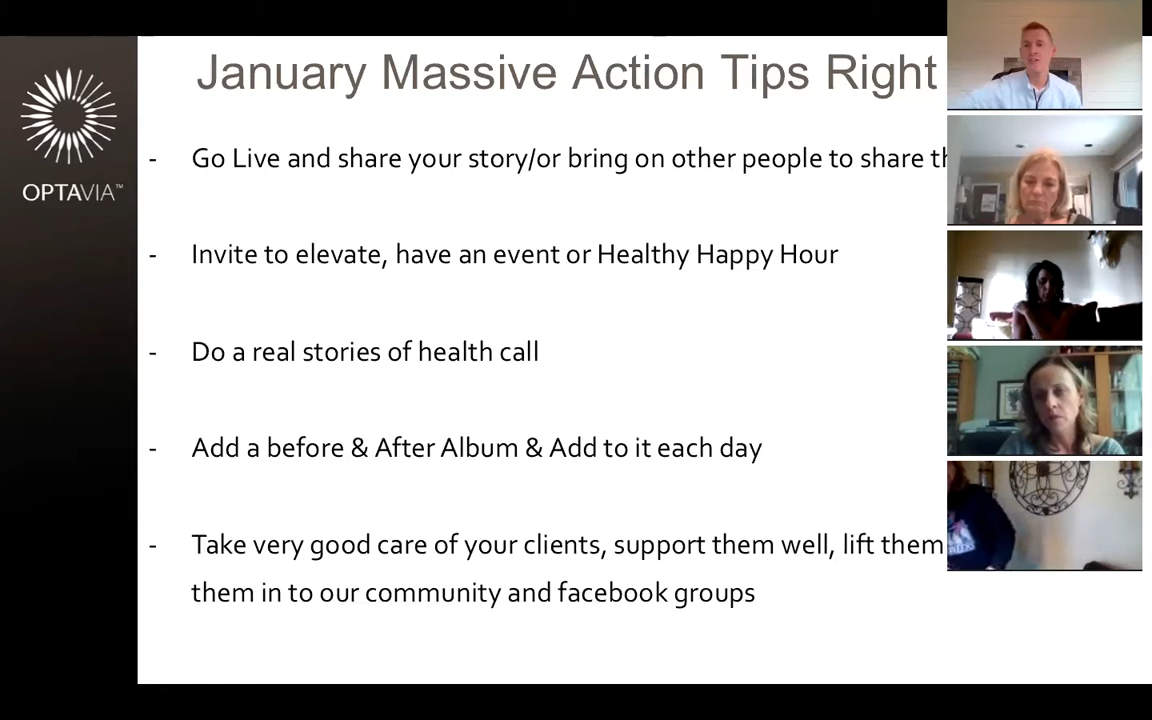 January Massive Action Tips Right
OPTAVIA™
- Go Live and share your story/or bring on other people to share
- Invite to elevate, have an event or Healthy Happy Hour
- Do a real stories of health call
- Add a before & After Album & Add to it each day
- Take very good care of your clients, support them well, lift them
them in to our community and facebook groups